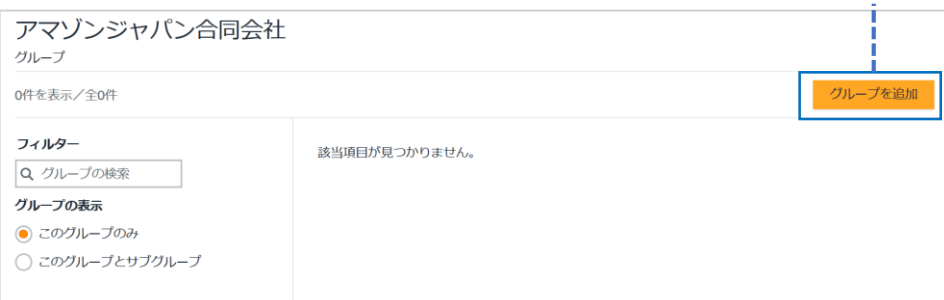 アマゾンジャパン合同会社
グループ
0件を表示／全0件
グループを追加
フィルター
グループの検索
該当項目が見つかりません。
グループの表示
このグループのみ
このグループとサブグループ